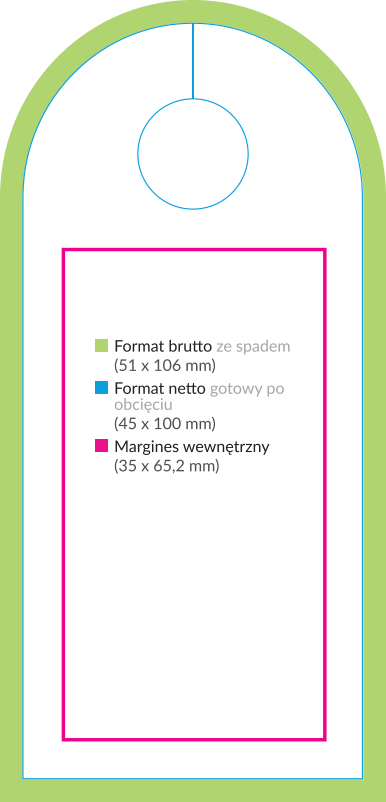 Format brutto ze spadem
(51 x 106 mm)
Format netto gotowy po
obcięciu
(45 x 100 mm)
Margines wewnętrzny
(35 x 65,2 mm)